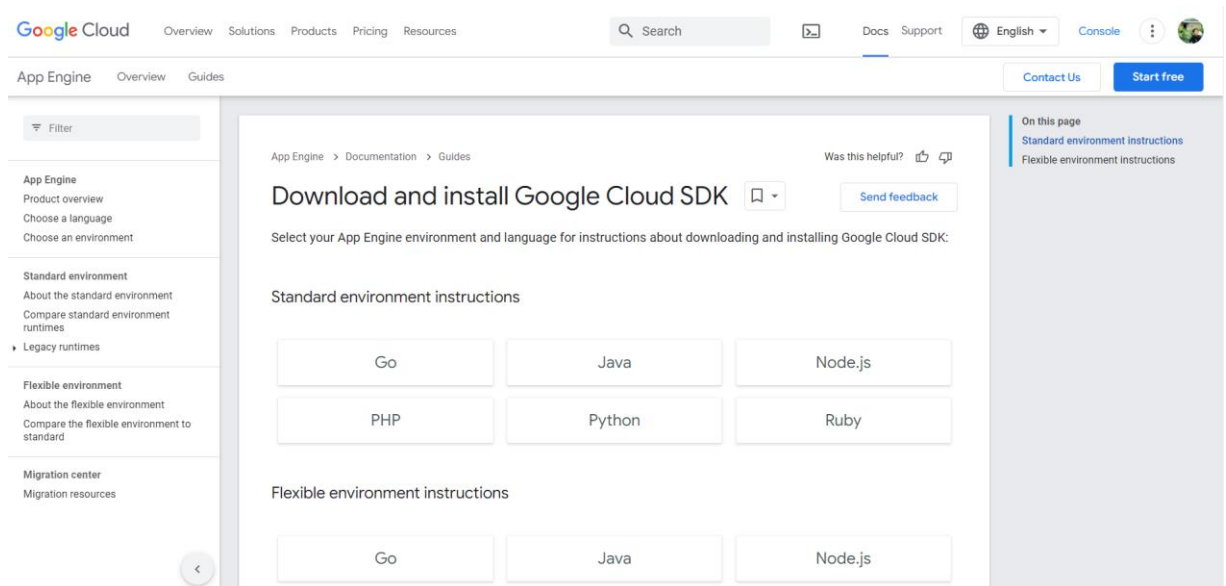 Google Cloud Overview Solutions Products Pricing Resources Search Docs Support English Console
App Engine Overview Guides Contact Us Start free
Filter
App Engine
Product overview
Choose a language
Choose an environment
Standard environment
About the standard environment
Compare standard environment
runtimes
Legacy runtimes
Flexible environment
About the flexible environment
Compare the flexible environment to
standard
Migration center
Migration resources
App Engine > Documentation > Guides Was this helpful?
Download and install Google Cloud SDK Send feedback
Select your App Engine environment and language for instructions about downloading and installing Google Cloud SDK:
Standard environment instructions
Go Java Node.js
PHP Python Ruby
Flexible environment instructions
Go Java Node.js
On this page
Standard environment instructions
Flexible environment instructions